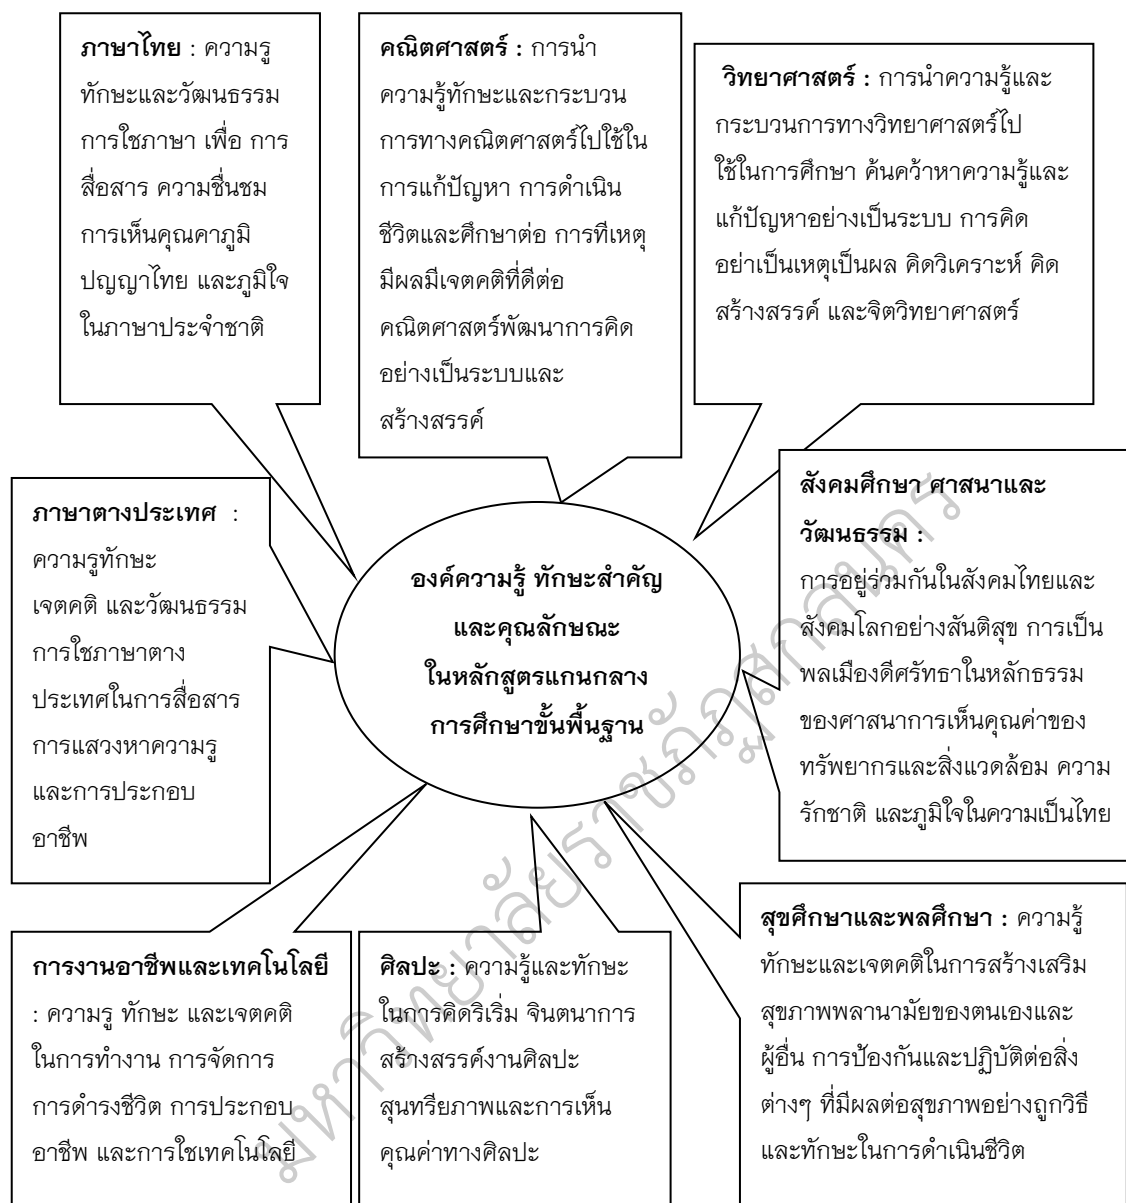 ภาษาไทย : ความรู
ทักษะและวัฒนธรรม
การใชภาษา เพื่อ การ
สื่อสาร ความชื่นชม
การเห็นคุณคาภูมิ
ปญญาไทย และภูมิใจ
ในภาษาประจำชาติ
คณิตศาสตร์ : การนำ
ความรู้ทักษะและกระบวน
การทางคณิตศาสตร์ไปใช้ใน
การแก้ปัญหา การดำเนิน
ชีวิตและศึกษาต่อ การที่เหตุ
มีผลมีเจตคติที่ดีต่อ
คณิตศาสตร์พัฒนาการคิด
อย่างเป็นระบบและ
สร้างสรรค์
วิทยาศาสตร์ : การนำความรู้และ
กระบวนการทางวิทยาศาสตร์ไป
ใช้ในการศึกษา ค้นคว้าหาความรู้และ
แก้ปัญหาอย่างเป็นระบบ การคิด
อย่าเป็นเหตุเป็นผล คิดวิเคราะห์ คิด
สร้างสรรค์ และจิตวิทยาศาสตร์
ภาษาตางประเทศ :
ความรูทักษะ
เจตคติ และวัฒนธรรม
การใชภาษาตาง
ประเทศในการสื่อสาร
การแสวงหาความรู
และการประกอบ
อาชีพ
องค์ความรู้ ทักษะสำคัญ
และคุณลักษณะ
ในหลักสูตรแกนกลาง
การศึกษาขั้นพื้นฐาน
สังคมศึกษา ศาสนาและ
วัฒนธรรม :
การอยู่ร่วมกันในสังคมไทยและ
สังคมโลกอย่างสันติสุข การเป็น
พลเมืองดีศรัทธาในหลักธรรม
ของศาสนาการเห็นคุณค่าของ
ทรัพยากรและสิ่งแวดล้อม ความ
รักชาติ และภูมิใจในความเป็นไทย
การงานอาชีพและเทคโนโลยี
: ความรู ทักษะ และเจตคติ
ในการทำงาน การจัดการ
การดำรงชีวิต การประกอบ
อาชีพ และการใชเทคโนโลยี
ศิลปะ : ความรู้และทักษะ
ในการคิดริเริ่ม จินตนาการ
สร้างสรรค์งานศิลปะ
สุนทรียภาพและการเห็น
คุณค่าทางศิลปะ
สุขศึกษาและพลศึกษา : ความรู้
ทักษะและเจตคติในการสร้างเสริม
สุขภาพพลานามัยของตนเองและ
ผู้อื่น การป้องกันและปฏิบัติต่อสิ่ง
ต่างๆ ที่มีผลต่อสุขภาพอย่างถูกวิธี
และทักษะในการดำเนินชีวิต
มหาวิทยาลัยราชภัฏสกลนคร